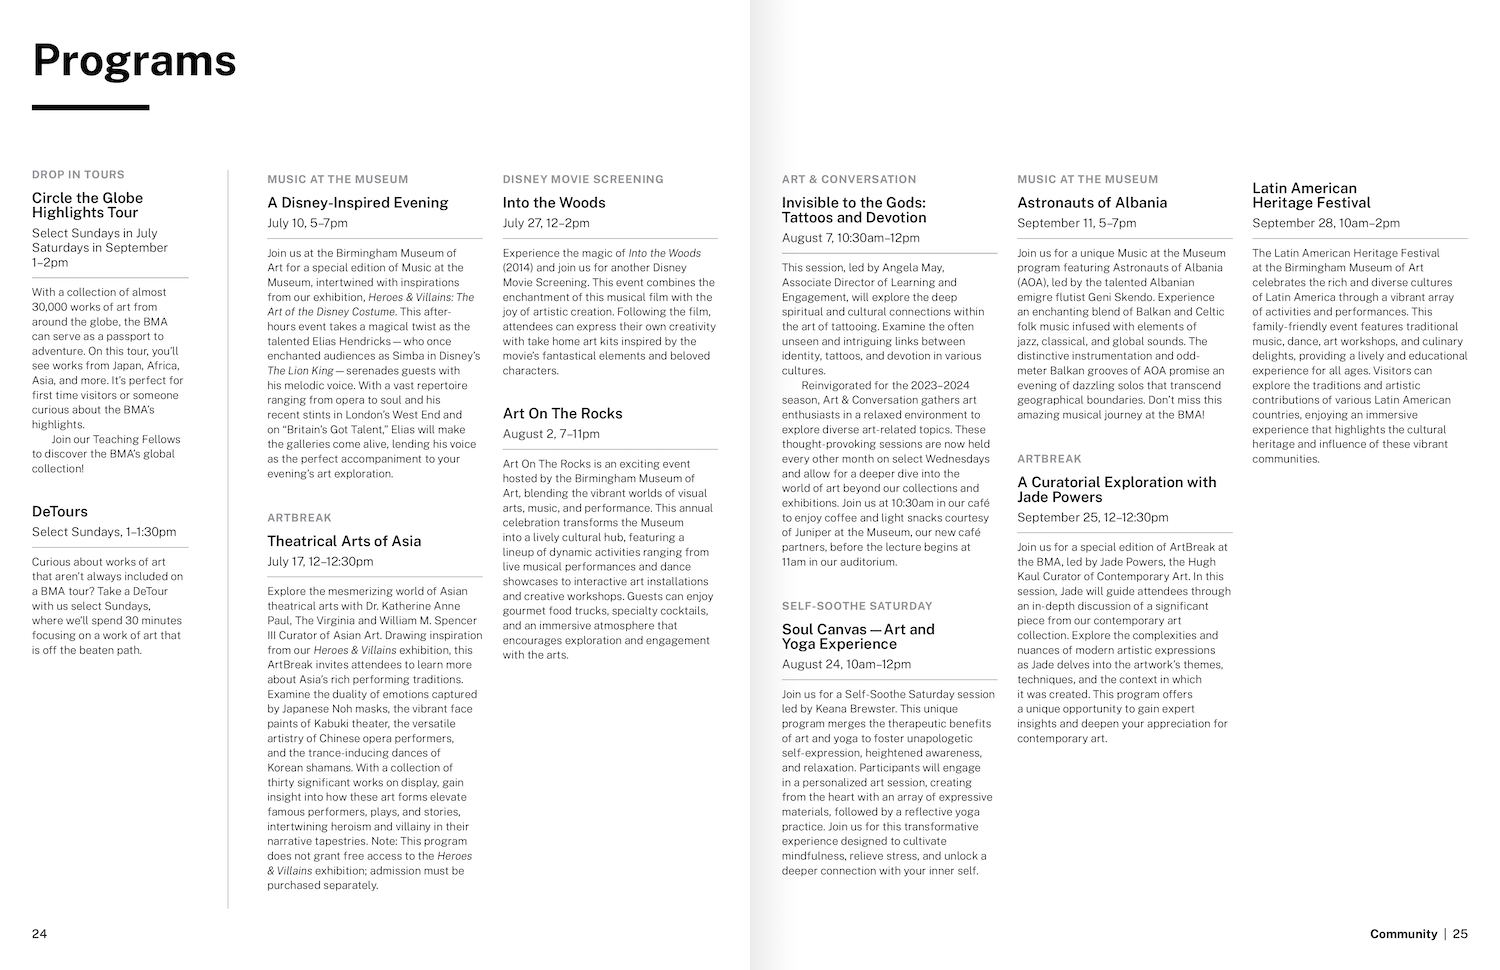 Programs
DROP IN TOURS
Circle the Globe
Highlights Tour
Select Sundays in July
Saturdays in September
1–2pm
With a collection of almost
30,000 works of art from
around the globe, the BMA
can serve as a passport to
adventure. On this tour, you'll
see works from Japan, Africa,
Asia, and more. It's perfect for
first time visitors or someone
curious about the BMA's
highlights.
Join our Teaching Fellows
to discover the BMA's global
collection!
DeTours
Select Sundays, 1–1:30pm
Curious about works of art
that aren't always included on
a BMA tour? Take a DeTour
with us select Sundays,
where we'll spend 30 minutes
focusing on a work of art that
is off the beaten path.
MUSIC AT THE MUSEUM
A Disney-Inspired Evening
July 10, 5–7pm
Join us at the Birmingham Museum of
Art for a special edition of Music at the
Museum, intertwined with inspirations
from our exhibition, Heroes & Villains: The
Art of the Disney Costume. This after-
hours event takes a magical twist as the
talented Elias Hendricks—who once
enchanted audiences as Simba in Disney's
The Lion King—serenades guests with
his melodic voice. With a vast repertoire
ranging from opera to soul and his
recent stints in London's West End and
on “Britain's Got Talent,” Elias will make
the galleries come alive, lending his voice
as the perfect accompaniment to your
evening's art exploration.
ARTBREAK
Theatrical Arts of Asia
July 17, 12–12:30pm
Explore the mesmerizing world of Asian
theatrical arts with Dr. Katherine Anne
Paul, The Virginia and William M. Spencer
III Curator of Asian Art. Drawing inspiration
from our Heroes & Villains exhibition, this
ArtBreak invites attendees to learn more
about Asia's rich performing traditions.
Examine the duality of emotions captured
by Japanese Noh masks, the vibrant face
paints of Kabuki theater, the versatile
artistry of Chinese opera performers,
and the trance-inducing dances of
Korean shamans. With a collection of
thirty significant works on display, gain
insight into how these art forms elevate
famous performers, plays, and stories,
intertwining heroism and villainy in their
narrative tapestries. Note: This program
does not grant free access to the Heroes
& Villains exhibition; admission must be
purchased separately.
DISNEY MOVIE SCREENING
Into the Woods
July 27, 12–2pm
Experience the magic of Into the Woods
(2014) and join us for another Disney
Movie Screening. This event combines the
enchantment of this musical film with the
joy of artistic creation. Following the film,
attendees can express their own creativity
with take home art kits inspired by the
movie's fantastical elements and beloved
characters.
Art On The Rocks
August 2, 7–11pm
Art On The Rocks is an exciting event
hosted by the Birmingham Museum of
Art, blending the vibrant worlds of visual
arts, music, and performance. This annual
celebration transforms the Museum
into a lively cultural hub, featuring a
lineup of dynamic activities ranging from
live musical performances and dance
showcases to interactive art installations
and creative workshops. Guests can enjoy
gourmet food trucks, specialty cocktails,
and an immersive atmosphere that
encourages exploration and engagement
with the arts.
24
ART & CONVERSATION
Invisible to the Gods:
Tattoos and Devotion
August 7, 10:30am–12pm
This session, led by Angela May,
Associate Director of Learning and
Engagement, will explore the deep
spiritual and cultural connections within
the art of tattooing. Examine the often
unseen and intriguing links between
identity, tattoos, and devotion in various
cultures.
Reinvigorated for the 2023–2024
season, Art & Conversation gathers art
enthusiasts in a relaxed environment to
explore diverse art-related topics. These
thought-provoking sessions are now held
every other month on select Wednesdays
and allow for a deeper dive into the
world of art beyond our collections and
exhibitions. Join us at 10:30am in our café
to enjoy coffee and light snacks courtesy
of Juniper at the Museum, our new café
partners, before the lecture begins at
11am in our auditorium.
SELF-SOOTHE SATURDAY
Soul Canvas—Art and
Yoga Experience
August 24, 10am–12pm
Join us for a Self-Soothe Saturday session
led by Keana Brewster. This unique
program merges the therapeutic benefits
of art and yoga to foster unapologetic
self-expression, heightened awareness,
and relaxation. Participants will engage
in a personalized art session, creating
from the heart with an array of expressive
materials, followed by a reflective yoga
practice. Join us for this transformative
experience designed to cultivate
mindfulness, relieve stress, and unlock a
deeper connection with your inner self.
MUSIC AT THE MUSEUM
Astronauts of Albania
September 11, 5–7pm
Join us for a unique Music at the Museum
program featuring Astronauts of Albania
(AOA), led by the talented Albanian
emigre flutist Geni Skendo. Experience
an enchanting blend of Balkan and Celtic
folk music infused with elements of
jazz, classical, and global sounds. The
distinctive instrumentation and odd-
meter Balkan grooves of AOA promise an
evening of dazzling solos that transcend
geographical boundaries. Don't miss this
amazing musical journey at the BMA!
ARTBREAK
A Curatorial Exploration with
Jade Powers
September 25, 12–12:30pm
Join us for a special edition of ArtBreak at
the BMA, led by Jade Powers, the Hugh
Kaul Curator of Contemporary Art. In this
session, Jade will guide attendees through
an in-depth discussion of a significant
piece from our contemporary art
collection. Explore the complexities and
nuances of modern artistic expressions
as Jade delves into the artwork's themes,
techniques, and the context in which
it was created. This program offers
a unique opportunity to gain expert
insights and deepen your appreciation for
contemporary art.
Latin American
Heritage Festival
September 28, 10am–2pm
The Latin American Heritage Festival
at the Birmingham Museum of Art
celebrates the rich and diverse cultures
of Latin America through a vibrant array
of activities and performances. This
family-friendly event features traditional
music, dance, art workshops, and culinary
delights, providing a lively and educational
experience for all ages. Visitors can
explore the traditions and artistic
contributions of various Latin American
countries, enjoying an immersive
experience that highlights the cultural
heritage and influence of these vibrant
communities.
Community | 25